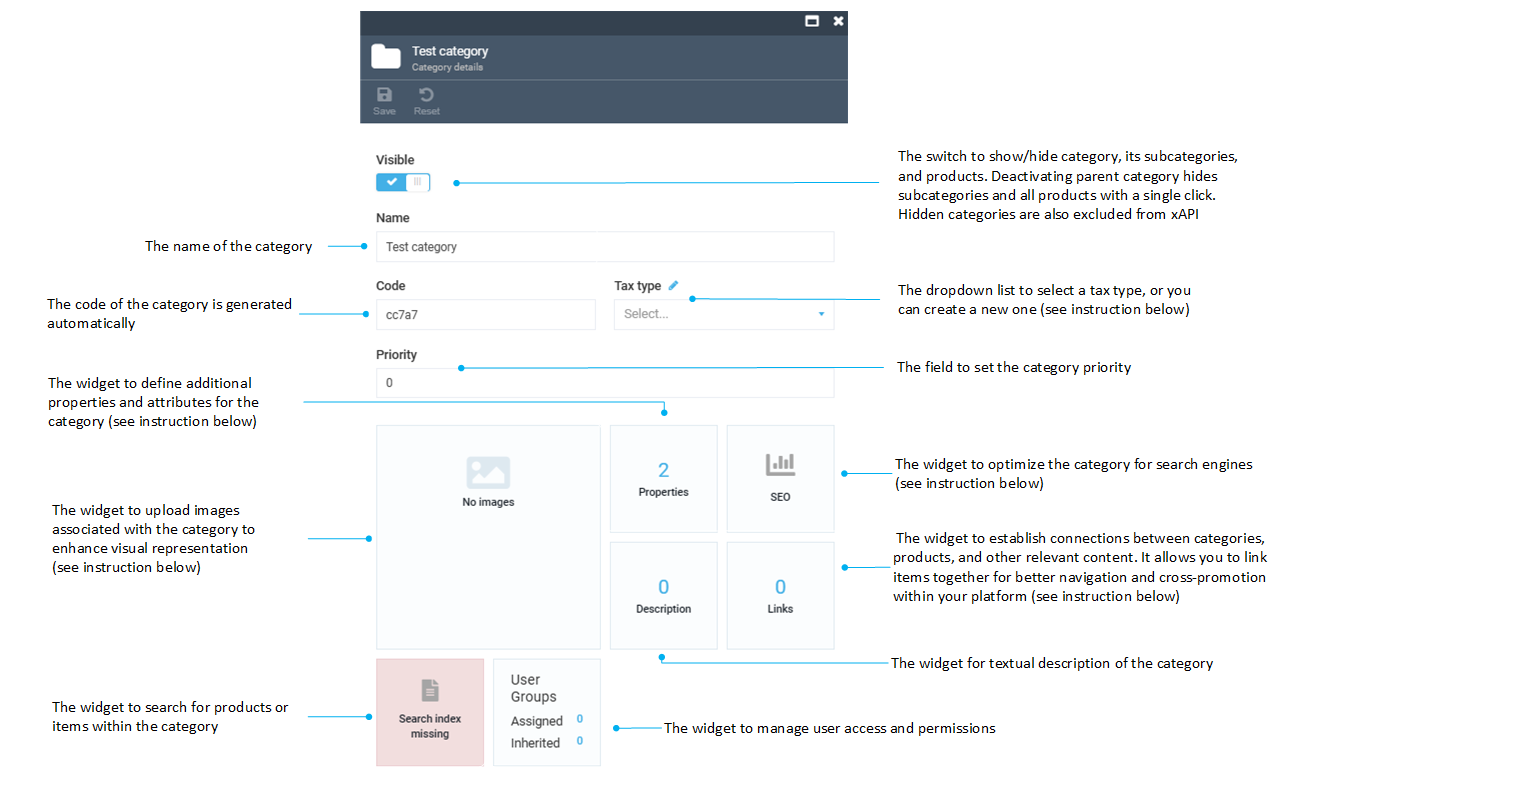 Test category
Category details
Save
Reset
Visible
The switch to show/hide category, its subcategories,
and products. Deactivating parent category hides
subcategories and all products with a single click.
Hidden categories are also excluded from xAPI
Name
The name of the category
Test category
Code
Tax type
The code of the category is generated
automatically
cc7a7
Select...
The dropdown list to select a tax type, or you
can create a new one (see instruction below)
Priority
0
The field to set the category priority
The widget to define additional
properties and attributes for the
category (see instruction below)
No images
2
Properties
SEO
The widget to optimize the category for search engines
(see instruction below)
The widget to upload images
associated with the category to
enhance visual representation
(see instruction below)
The widget to establish connections between categories,
products, and other relevant content. It allows you to link
items together for better navigation and cross-promotion
within your platform (see instruction below)
0
Description
0
Links
The widget for textual description of the category
The widget to search for products or
items within the category
Search index
missing
User
Groups
Assigned 0
Inherited 0
The widget to manage user access and permissions